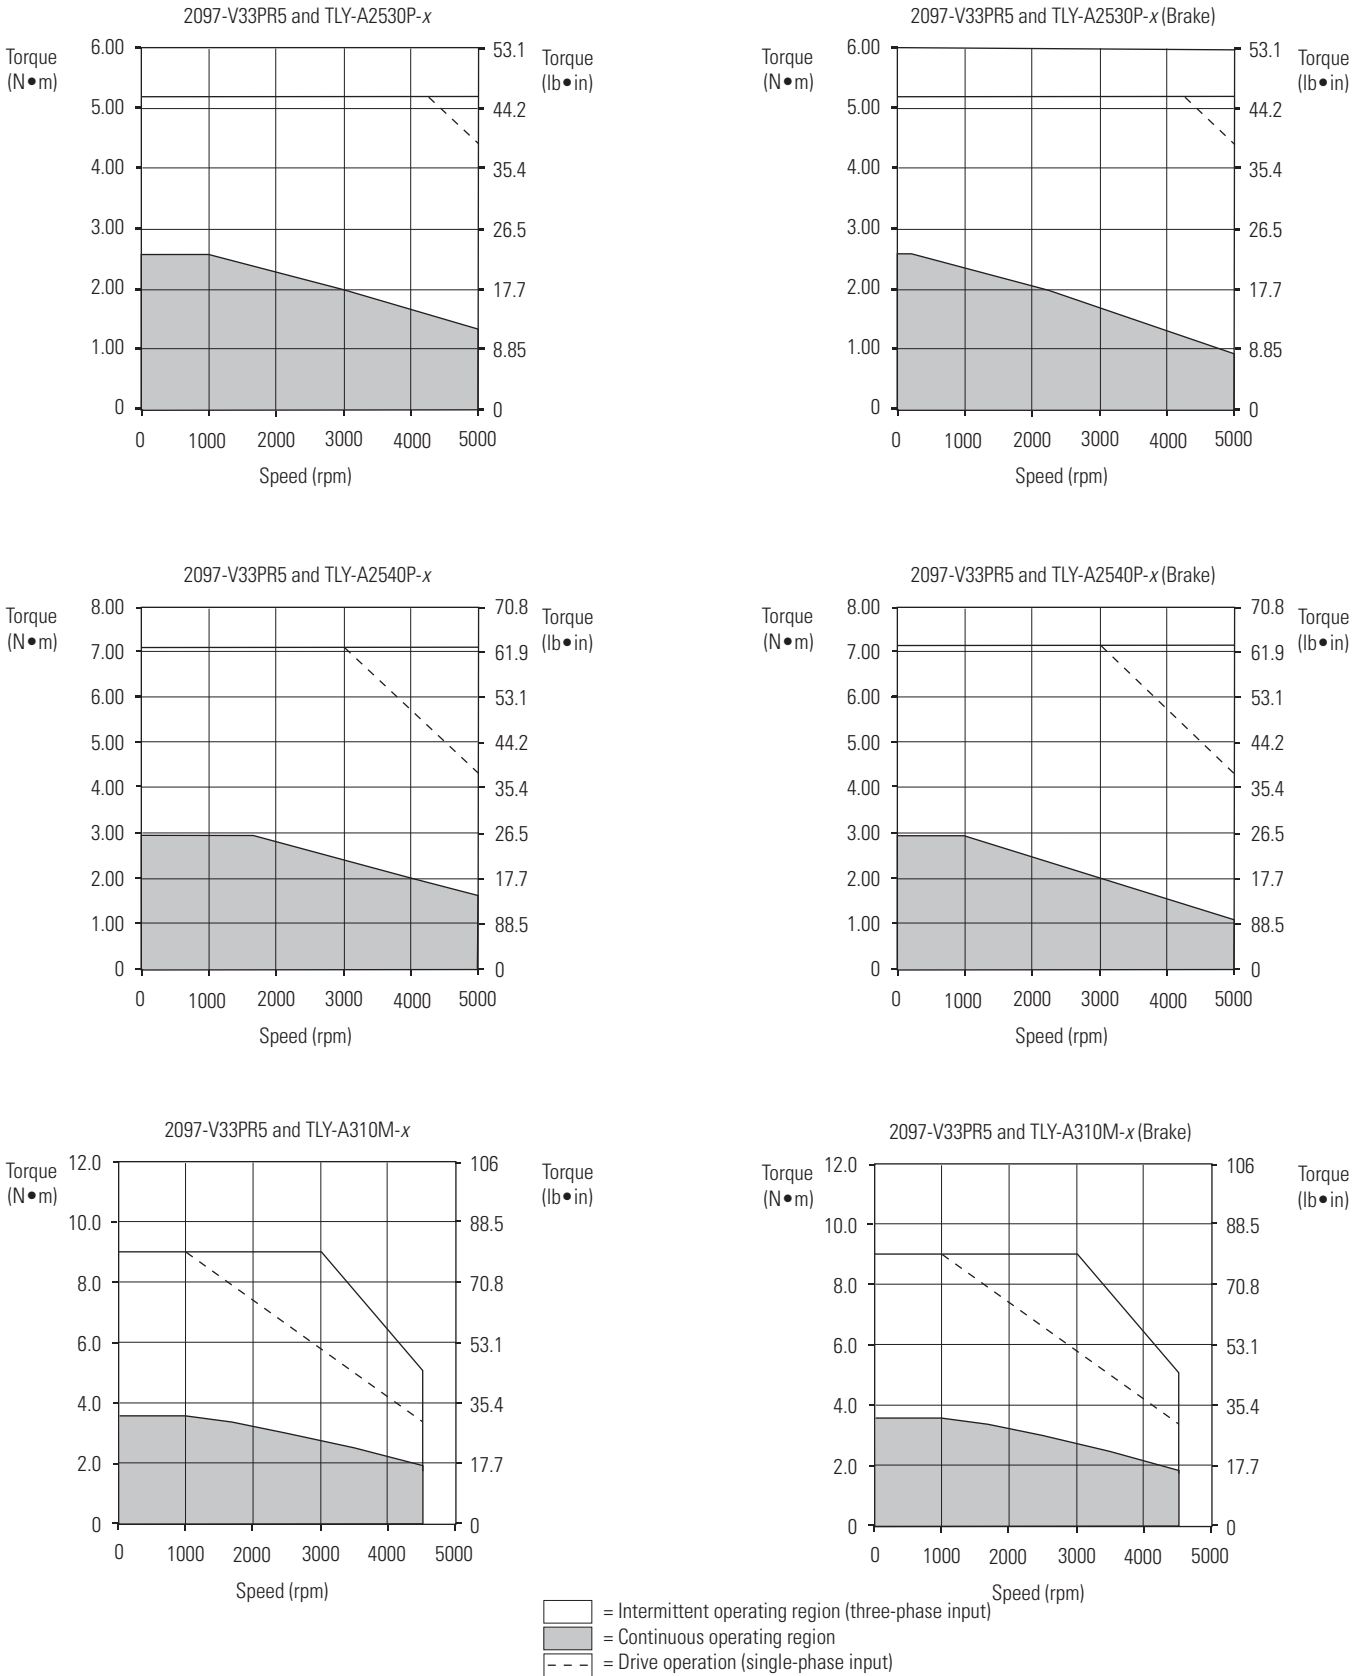 2097-V33PR5 and TLY-A2530P-x
Torque
(N•m)
6.00
5.00
4.00
3.00
2.00
1.00
0
53.1
44.2
35.4
26.5
17.7
8.85
0
Torque
(lb•in)
0 1000 2000 3000 4000 5000
Speed (rpm)
2097-V33PR5 and TLY-A2530P-x (Brake)
Torque
(N•m)
6.00
5.00
4.00
3.00
2.00
1.00
0
53.1
44.2
35.4
26.5
17.7
8.85
0
Torque
(lb•in)
0 1000 2000 3000 4000 5000
Speed (rpm)
2097-V33PR5 and TLY-A2540P-x
Torque
(N•m)
8.00
7.00
6.00
5.00
4.00
3.00
2.00
1.00
0
70.8
61.9
53.1
44.2
35.4
26.5
17.7
88.5
0
Torque
(lb•in)
0 1000 2000 3000 4000 5000
Speed (rpm)
2097-V33PR5 and TLY-A2540P-x (Brake)
Torque
(N•m)
8.00
7.00
6.00
5.00
4.00
3.00
2.00
1.00
0
70.8
61.9
53.1
44.2
35.4
26.5
17.7
88.5
0
Torque
(lb•in)
0 1000 2000 3000 4000 5000
Speed (rpm)
2097-V33PR5 and TLY-A310M-x
Torque
(N•m)
12.0
10.0
8.0
6.0
4.0
2.0
0
106
88.5
70.8
53.1
35.4
17.7
0
Torque
(lb•in)
0 1000 2000 3000 4000 5000
Speed (rpm)
2097-V33PR5 and TLY-A310M-x (Brake)
Torque
(N•m)
12.0
10.0
8.0
6.0
4.0
2.0
0
106
88.5
70.8
53.1
35.4
17.7
0
Torque
(lb•in)
0 1000 2000 3000 4000 5000
Speed (rpm)
= Intermittent operating region (three-phase input)
= Continuous operating region
= Drive operation (single-phase input)